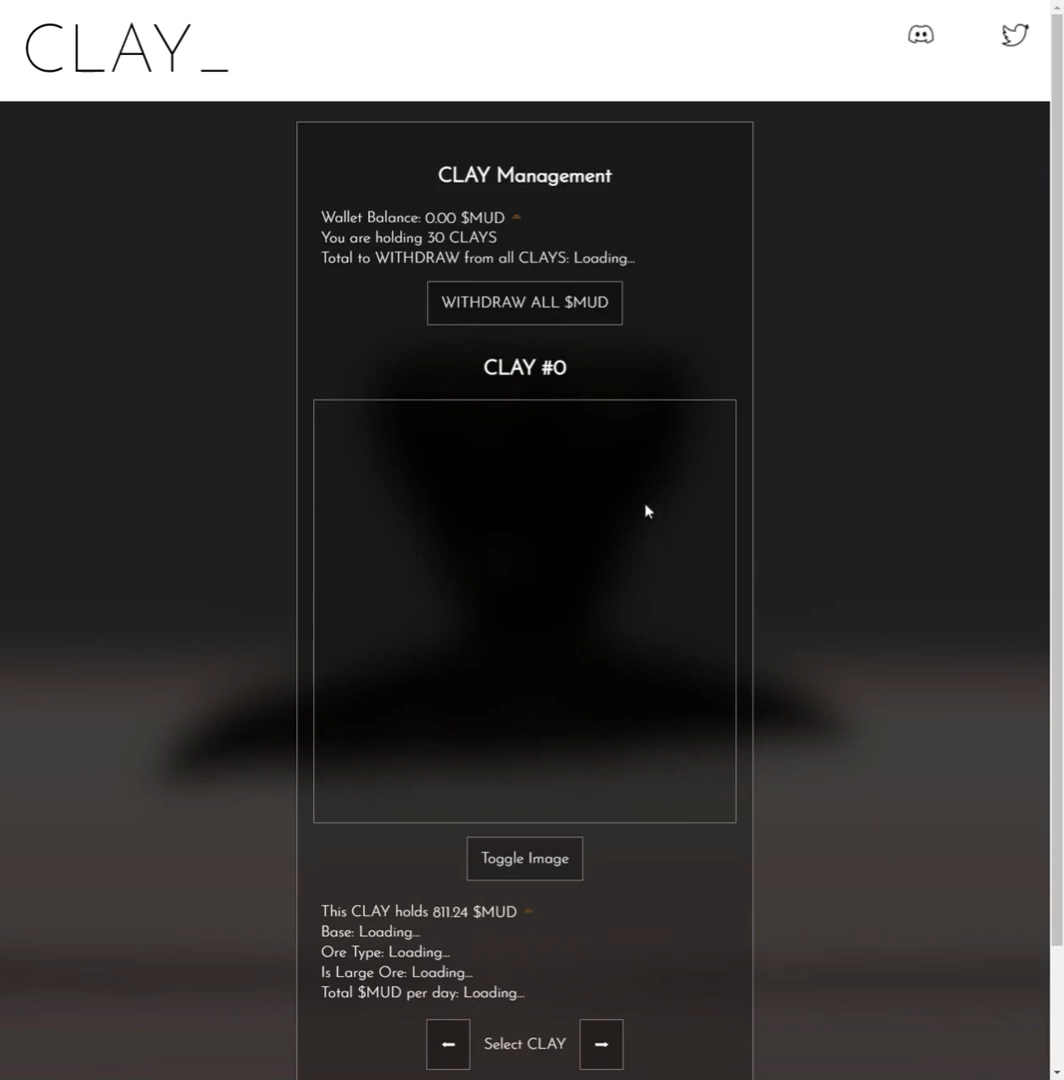 CLAY_
CLAY Management
Wallet Balance: 0.00 $MUD
You are holding 30 CLAYS
Total to WITHDRAW from all CLAYS: Loading...
WITHDRAW ALL $MUD
CLAY #0
Toggle Image
This CLAY holds 811.24 $MUD
Base: Loading...
Ore Type: Loading...
Is Large Ore: Loading...
Total $MUD per day: Loading...
← Select CLAY →